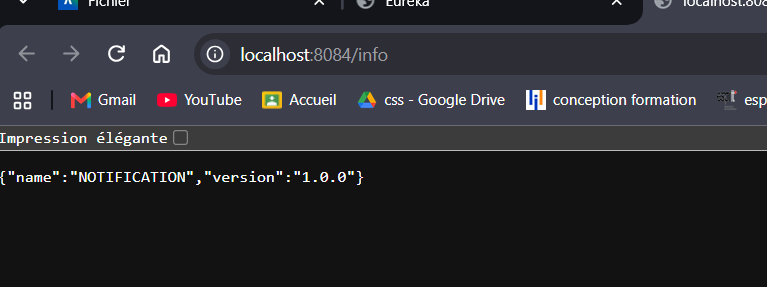 Fichier
Eureka
localhost:808
localhost:8084/info
Gmail
YouTube
Accueil
css - Google Drive
conception formation
esp
Impression élégante
{"name":"NOTIFICATION","version":"1.0.0"}